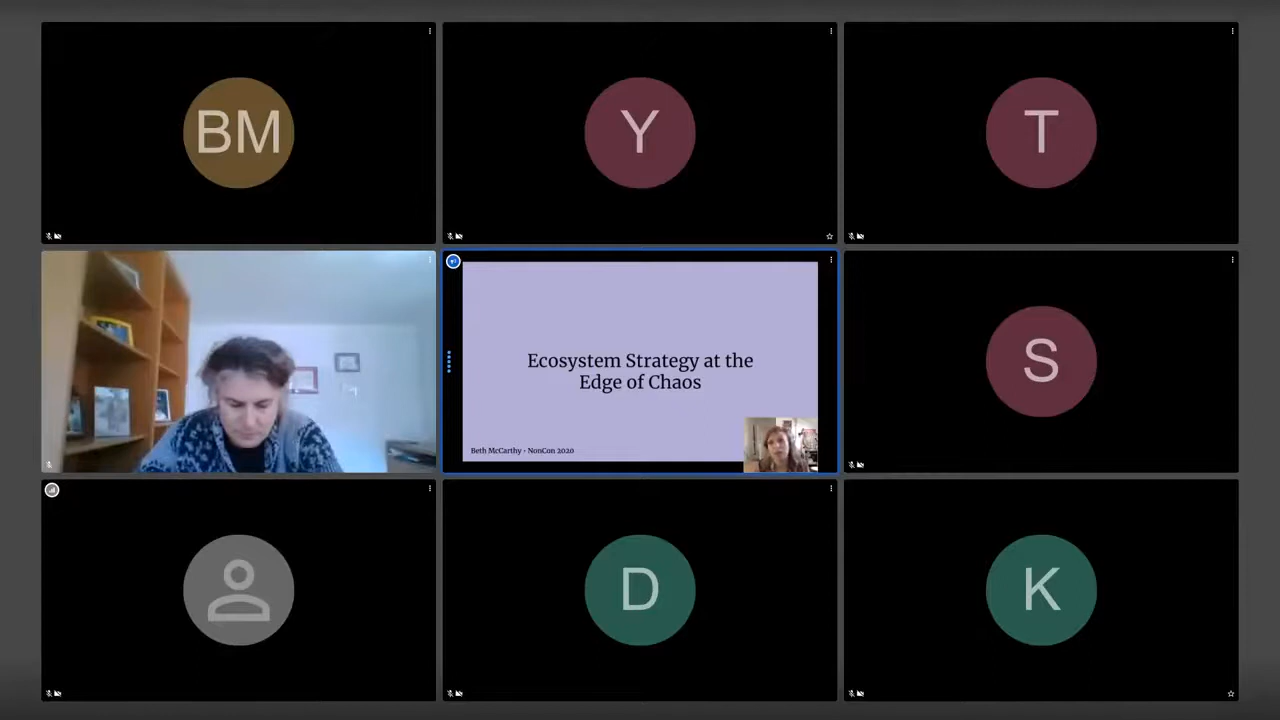 BM
Y
T
Ecosystem Strategy at the
Edge of Chaos
Beth McCarthy - NonCon 2020
S
D
K